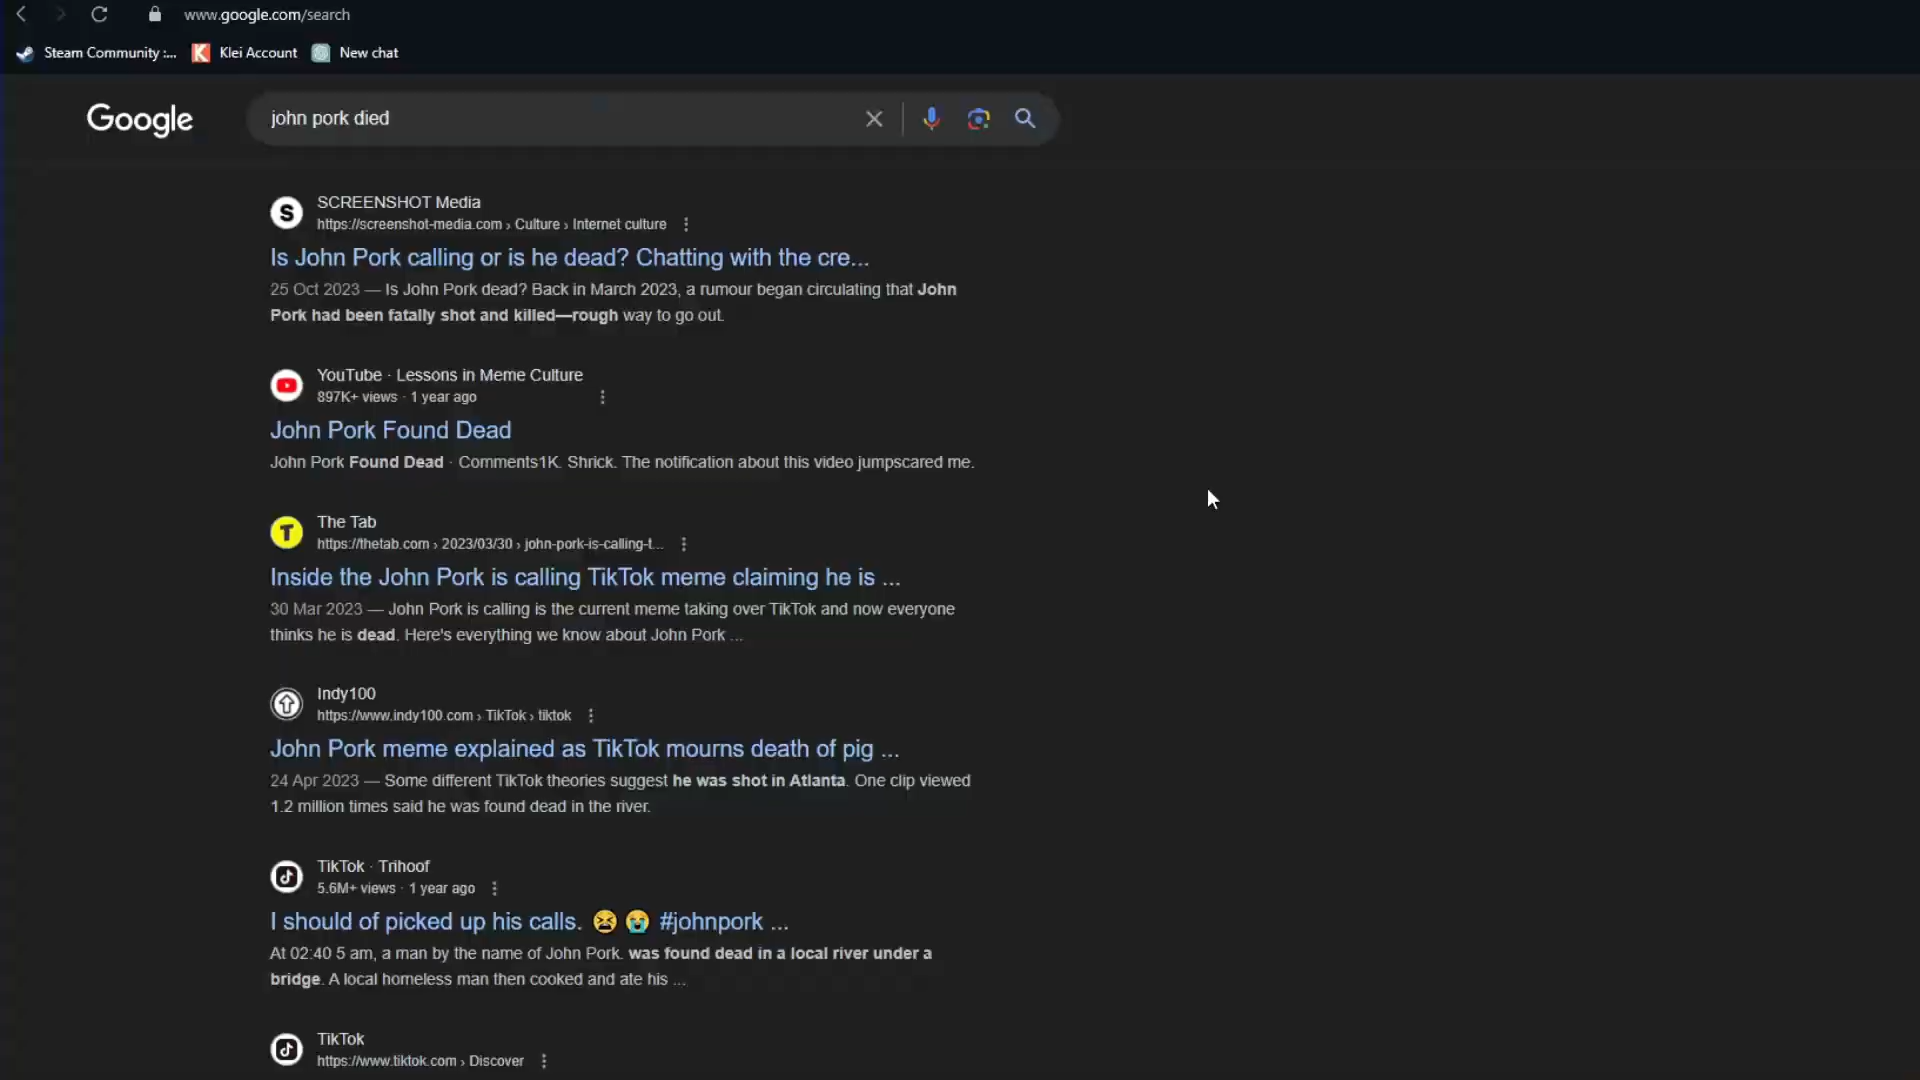 www.google.com/search
Steam Community :... Klei Account New chat
Google john pork died
SCREENSHOT Media
https://screenshot-media.com › Culture › Internet culture
Is John Pork calling or is he dead? Chatting with the cre...
25 Oct 2023 — Is John Pork dead? Back in March 2023, a rumour began circulating that John
Pork had been fatally shot and killed—rough way to go out.
YouTube · Lessons in Meme Culture
897K+ views · 1 year ago
John Pork Found Dead
John Pork Found Dead · Comments1K. Shrick. The notification about this video jumpscared me.
T The Tab
https://thetab.com › 2023/03/30 › john-pork-is-calling-t...
Inside the John Pork is calling TikTok meme claiming he is ...
30 Mar 2023 — John Pork is calling is the current meme taking over TikTok and now everyone
thinks he is dead. Here's everything we know about John Pork ...
Indy100
https://www.indy100.com › TikTok › tiktok
John Pork meme explained as TikTok mourns death of pig ...
24 Apr 2023 — Some different TikTok theories suggest he was shot in Atlanta. One clip viewed
1.2 million times said he was found dead in the river.
TikTok · Trihoof
5.6M+ views · 1 year ago
I should of picked up his calls. 😫 😭 #johnpork ...
At 02:40 5 am, a man by the name of John Pork. was found dead in a local river under a
bridge. A local homeless man then cooked and ate his ...
TikTok
https://www.tiktok.com › Discover